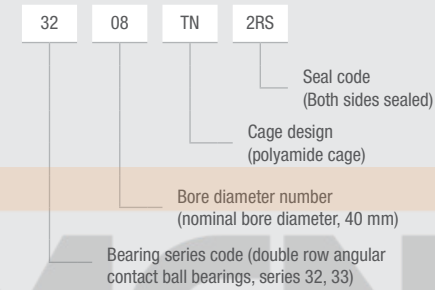 32 08 TN 2RS
Seal code
(Both sides sealed)
Cage design
(polyamide cage)
Bore diameter number
(nominal bore diameter, 40 mm)
Bearing series code (double row angular
contact ball bearings, series 32, 33)